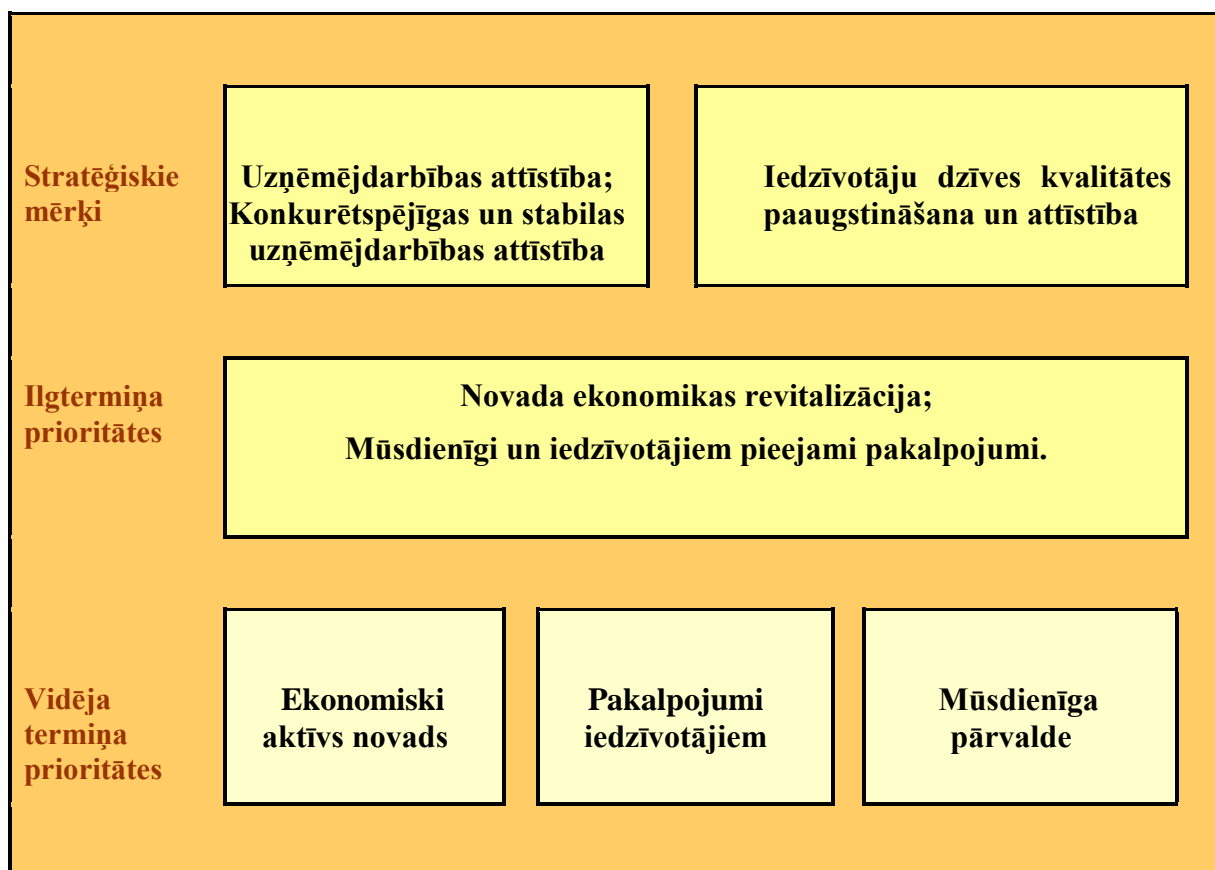 Stratēģiskie
mērķi
Uzņēmējdarbības attīstība;
Konkurētspējīgas un stabilas
uzņēmējdarbības attīstība
Iedzīvotāju dzīves kvalitātes
paaugstināšana un attīstība
Ilgtermiņa
prioritātes
Novada ekonomikas revitalizācija;
Mūsdienīgi un iedzīvotājiem pieejami pakalpojumi.
Vidēja
termiņa
prioritātes
Ekonomiski
aktīvs novads
Pakalpojumi
iedzīvotājiem
Mūsdienīga
pārvalde